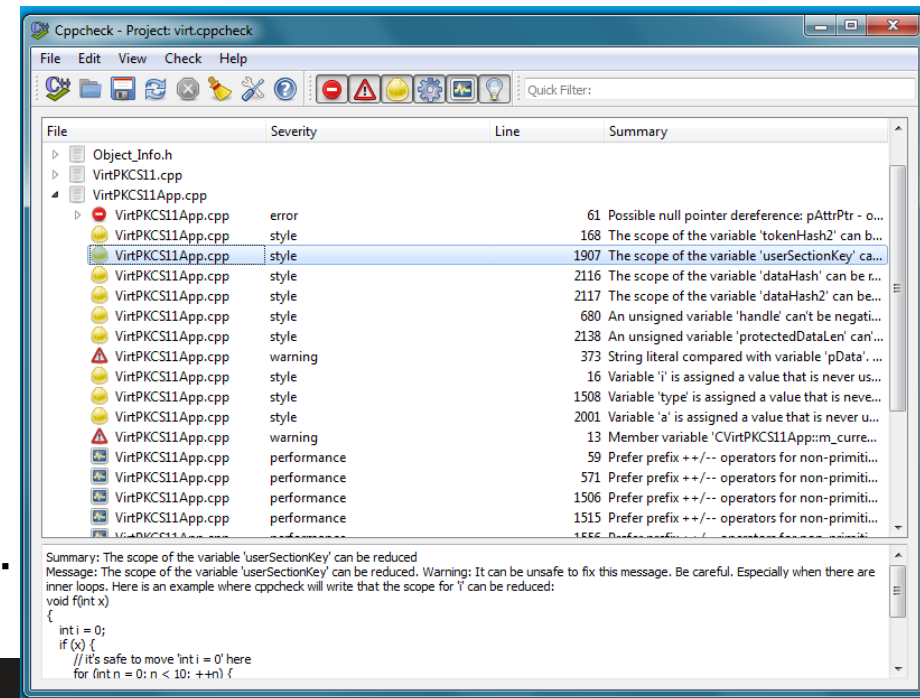 Cppcheck - Project: virt.cppcheck
File Edit View Check Help
Quick Filter:
File Severity Line Summary
Object_Info.h
VirtPKCS11.cpp
VirtPKCS11App.cpp
VirtPKCS11App.cpp error 61 Possible null pointer dereference: pAttrPtr - o...
VirtPKCS11App.cpp style 168 The scope of the variable 'tokenHash2' can b...
VirtPKCS11App.cpp style 1907 The scope of the variable 'userSectionKey' ca...
VirtPKCS11App.cpp style 2116 The scope of the variable 'dataHash' can be r...
VirtPKCS11App.cpp style 2117 The scope of the variable 'dataHash2' can be...
VirtPKCS11App.cpp style 680 An unsigned variable 'handle' can't be negati...
VirtPKCS11App.cpp style 2138 An unsigned variable 'protectedDataLen' can'...
VirtPKCS11App.cpp warning 373 String literal compared with variable 'pData'. ...
VirtPKCS11App.cpp style 16 Variable 'i' is assigned a value that is never us...
VirtPKCS11App.cpp style 1508 Variable 'type' is assigned a value that is neve...
VirtPKCS11App.cpp style 2001 Variable 'a' is assigned a value that is never u...
VirtPKCS11App.cpp warning 13 Member variable 'CVirtPKCS11App::m_curre...
VirtPKCS11App.cpp performance 59 Prefer prefix ++/-- operators for non-primiti...
VirtPKCS11App.cpp performance 571 Prefer prefix ++/-- operators for non-primiti...
VirtPKCS11App.cpp performance 1506 Prefer prefix ++/-- operators for non-primiti...
VirtPKCS11App.cpp performance 1515 Prefer prefix ++/-- operators for non-primiti...
Summary: The scope of the variable 'userSectionKey' can be reduced
Message: The scope of the variable 'userSectionKey' can be reduced. Warning: It can be unsafe to fix this message. Be careful. Especially when there are
inner loops. Here is an example where cppcheck will write that the scope for 'i' can be reduced:
void f(int x)
{
int i = 0;
if (x) {
// it's safe to move 'int i = 0' here
for (int n = 0; n < 10; ++n) {